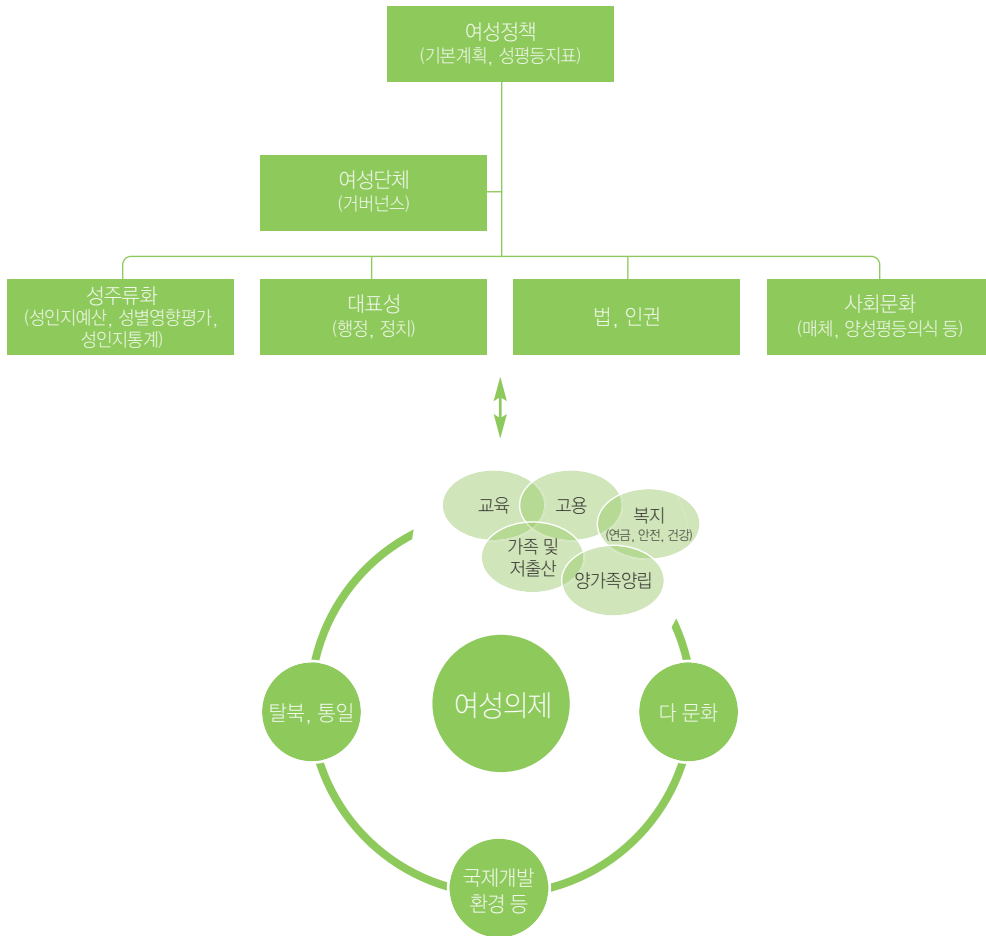 여성정책
(기본계획, 성평등지표)
여성단체
(거버넌스)
성주류화
(성인지예산, 성별영향평가,
성인지통계)
대표성
(행정, 정치)
법, 인권
사회문화
(매체, 양성평등의식 등)
교육
고용
복지
(연금, 안전, 건강)
가족 및
저출산
양가족양립
여성의제
탈북, 통일
다 문화
국제개발
환경 등